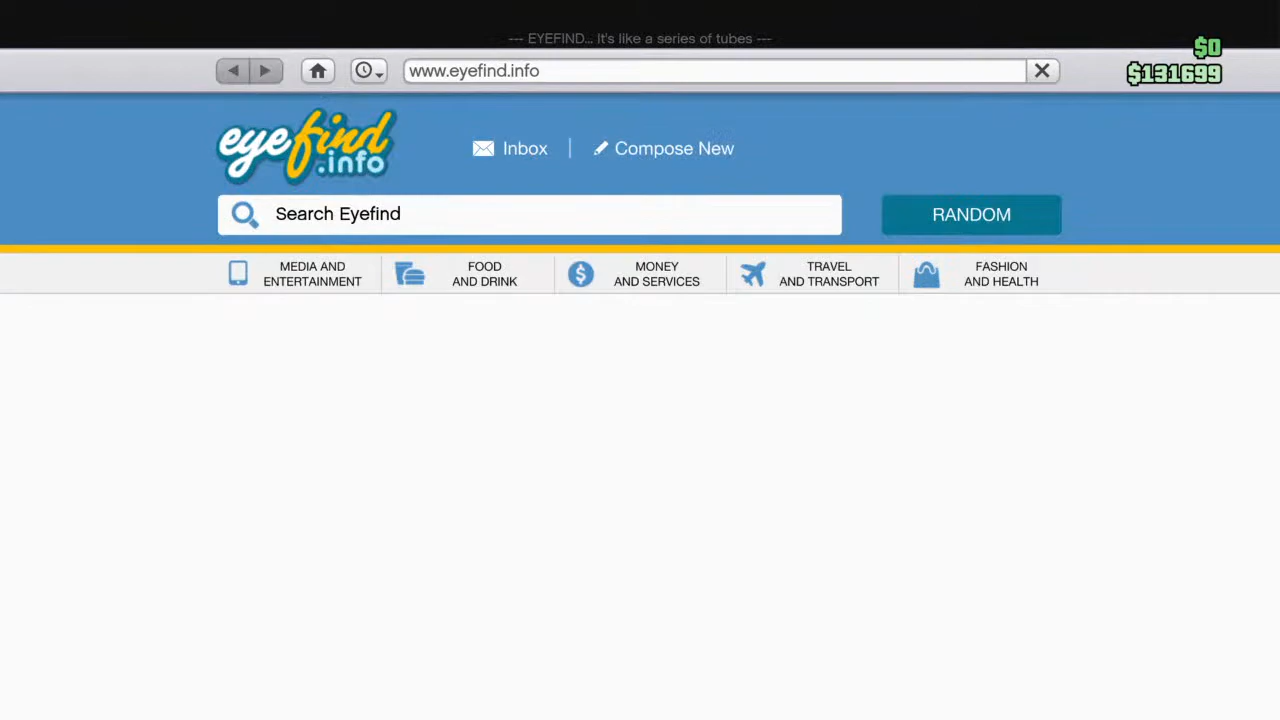 --- EYEFIND... It's like a series of tubes ---
$0
www.eyefind.info
$131699
eyefind
.info
Inbox
Compose New
Search Eyefind
RANDOM
MEDIA AND
ENTERTAINMENT
FOOD
AND DRINK
MONEY
AND SERVICES
TRAVEL
AND TRANSPORT
FASHION
AND HEALTH